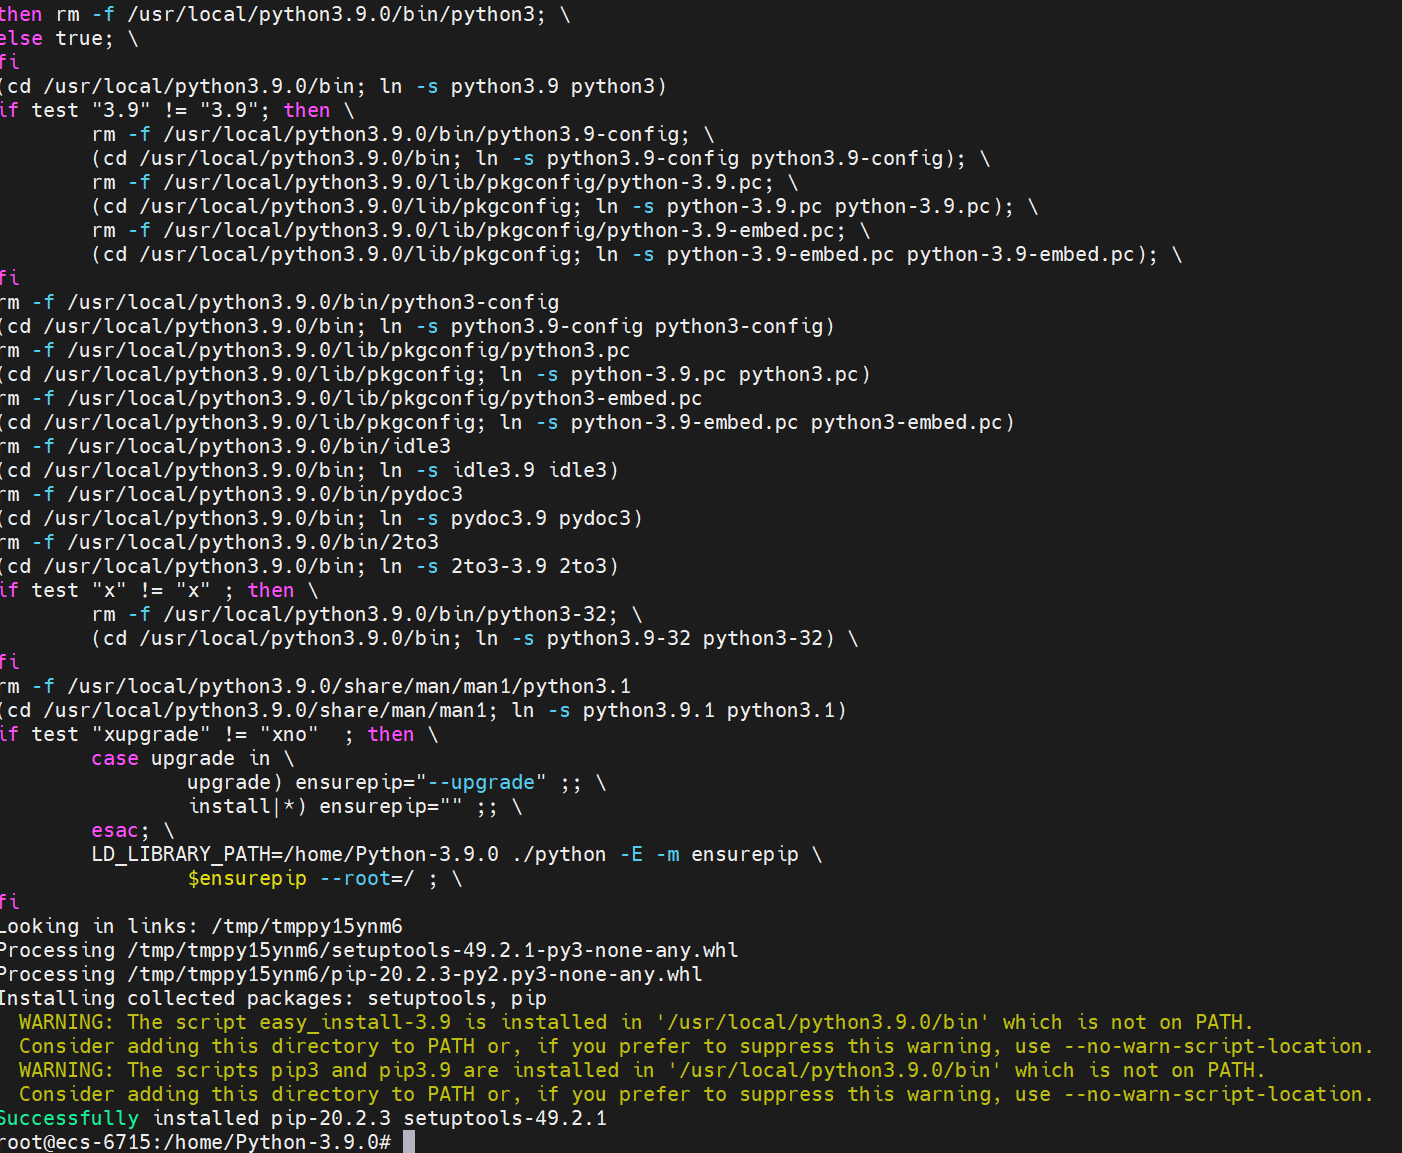 then rm -f /usr/local/python3.9.0/bin/python3; \
else true; \
fi
(cd /usr/local/python3.9.0/bin; ln -s python3.9 python3)
if test "3.9" != "3.9"; then \
        rm -f /usr/local/python3.9.0/bin/python3.9-config; \
        (cd /usr/local/python3.9.0/bin; ln -s python3.9-config python3.9-config); \
        rm -f /usr/local/python3.9.0/lib/pkgconfig/python-3.9.pc; \
        (cd /usr/local/python3.9.0/lib/pkgconfig; ln -s python-3.9.pc python-3.9.pc); \
        rm -f /usr/local/python3.9.0/lib/pkgconfig/python-3.9-embed.pc; \
        (cd /usr/local/python3.9.0/lib/pkgconfig; ln -s python-3.9-embed.pc python-3.9-embed.pc); \
fi
rm -f /usr/local/python3.9.0/bin/python3-config
(cd /usr/local/python3.9.0/bin; ln -s python3.9-config python3-config)
rm -f /usr/local/python3.9.0/lib/pkgconfig/python3.pc
(cd /usr/local/python3.9.0/lib/pkgconfig; ln -s python-3.9.pc python3.pc)
rm -f /usr/local/python3.9.0/lib/pkgconfig/python3-embed.pc
(cd /usr/local/python3.9.0/lib/pkgconfig; ln -s python-3.9-embed.pc python3-embed.pc)
rm -f /usr/local/python3.9.0/bin/idle3
(cd /usr/local/python3.9.0/bin; ln -s idle3.9 idle3)
rm -f /usr/local/python3.9.0/bin/pydoc3
(cd /usr/local/python3.9.0/bin; ln -s pydoc3.9 pydoc3)
rm -f /usr/local/python3.9.0/bin/2to3
(cd /usr/local/python3.9.0/bin; ln -s 2to3-3.9 2to3)
if test "x" != "x" ; then \
        rm -f /usr/local/python3.9.0/bin/python3-32; \
        (cd /usr/local/python3.9.0/bin; ln -s python3.9-32 python3-32) \
fi
rm -f /usr/local/python3.9.0/share/man/man1/python3.1
(cd /usr/local/python3.9.0/share/man/man1; ln -s python3.9.1 python3.1)
if test "xupgrade" != "xno"  ; then \
        case upgrade in \
                upgrade) ensurepip="--upgrade" ;; \
                install|*) ensurepip="" ;; \
        esac; \
        LD_LIBRARY_PATH=/home/Python-3.9.0 ./python -E -m ensurepip \
                $ensurepip --root=/ ; \
fi
Looking in links: /tmp/tmppy15ynm6
Processing /tmp/tmppy15ynm6/setuptools-49.2.1-py3-none-any.whl
Processing /tmp/tmppy15ynm6/pip-20.2.3-py2.py3-none-any.whl
Installing collected packages: setuptools, pip
  WARNING: The script easy_install-3.9 is installed in '/usr/local/python3.9.0/bin' which is not on PATH.
  Consider adding this directory to PATH or, if you prefer to suppress this warning, use --no-warn-script-location.
  WARNING: The scripts pip3 and pip3.9 are installed in '/usr/local/python3.9.0/bin' which is not on PATH.
  Consider adding this directory to PATH or, if you prefer to suppress this warning, use --no-warn-script-location.
Successfully installed pip-20.2.3 setuptools-49.2.1
root@ecs-6715:/home/Python-3.9.0#